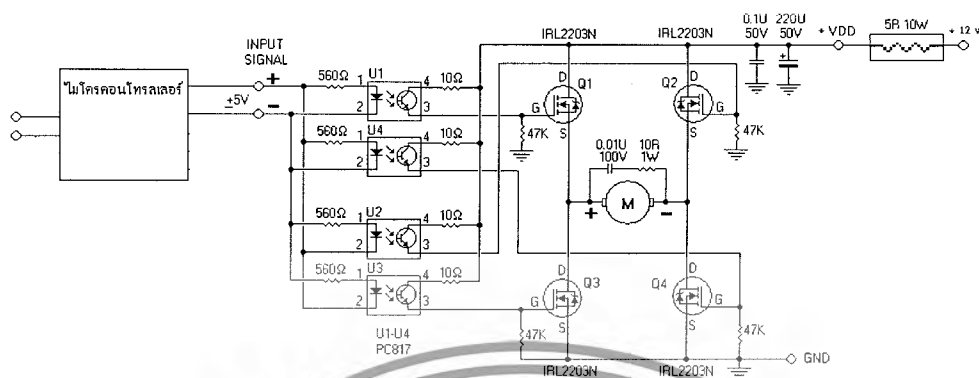 ไมโครคอนโทรลเลอร์
INPUT
SIGNAL
+
+5V
−
560Ω
U1
1
2
4
3
10Ω
560Ω
U4
1
2
4
3
10Ω
560Ω
U2
1
2
4
3
10Ω
560Ω
U3
1
2
4
3
10Ω
U1-U4
PC817
IRL2203N
IRL2203N
0.1U
50V
220U
50V
+
+ VDD
5R 10W
+ 12 v
D
Q1
G
S
47K
D
Q2
G
S
47K
0.01U
100V
10R
1W
+
M
−
D
Q3
G
S
47K
D
Q4
G
S
47K
GND
IRL2203N
IRL2203N